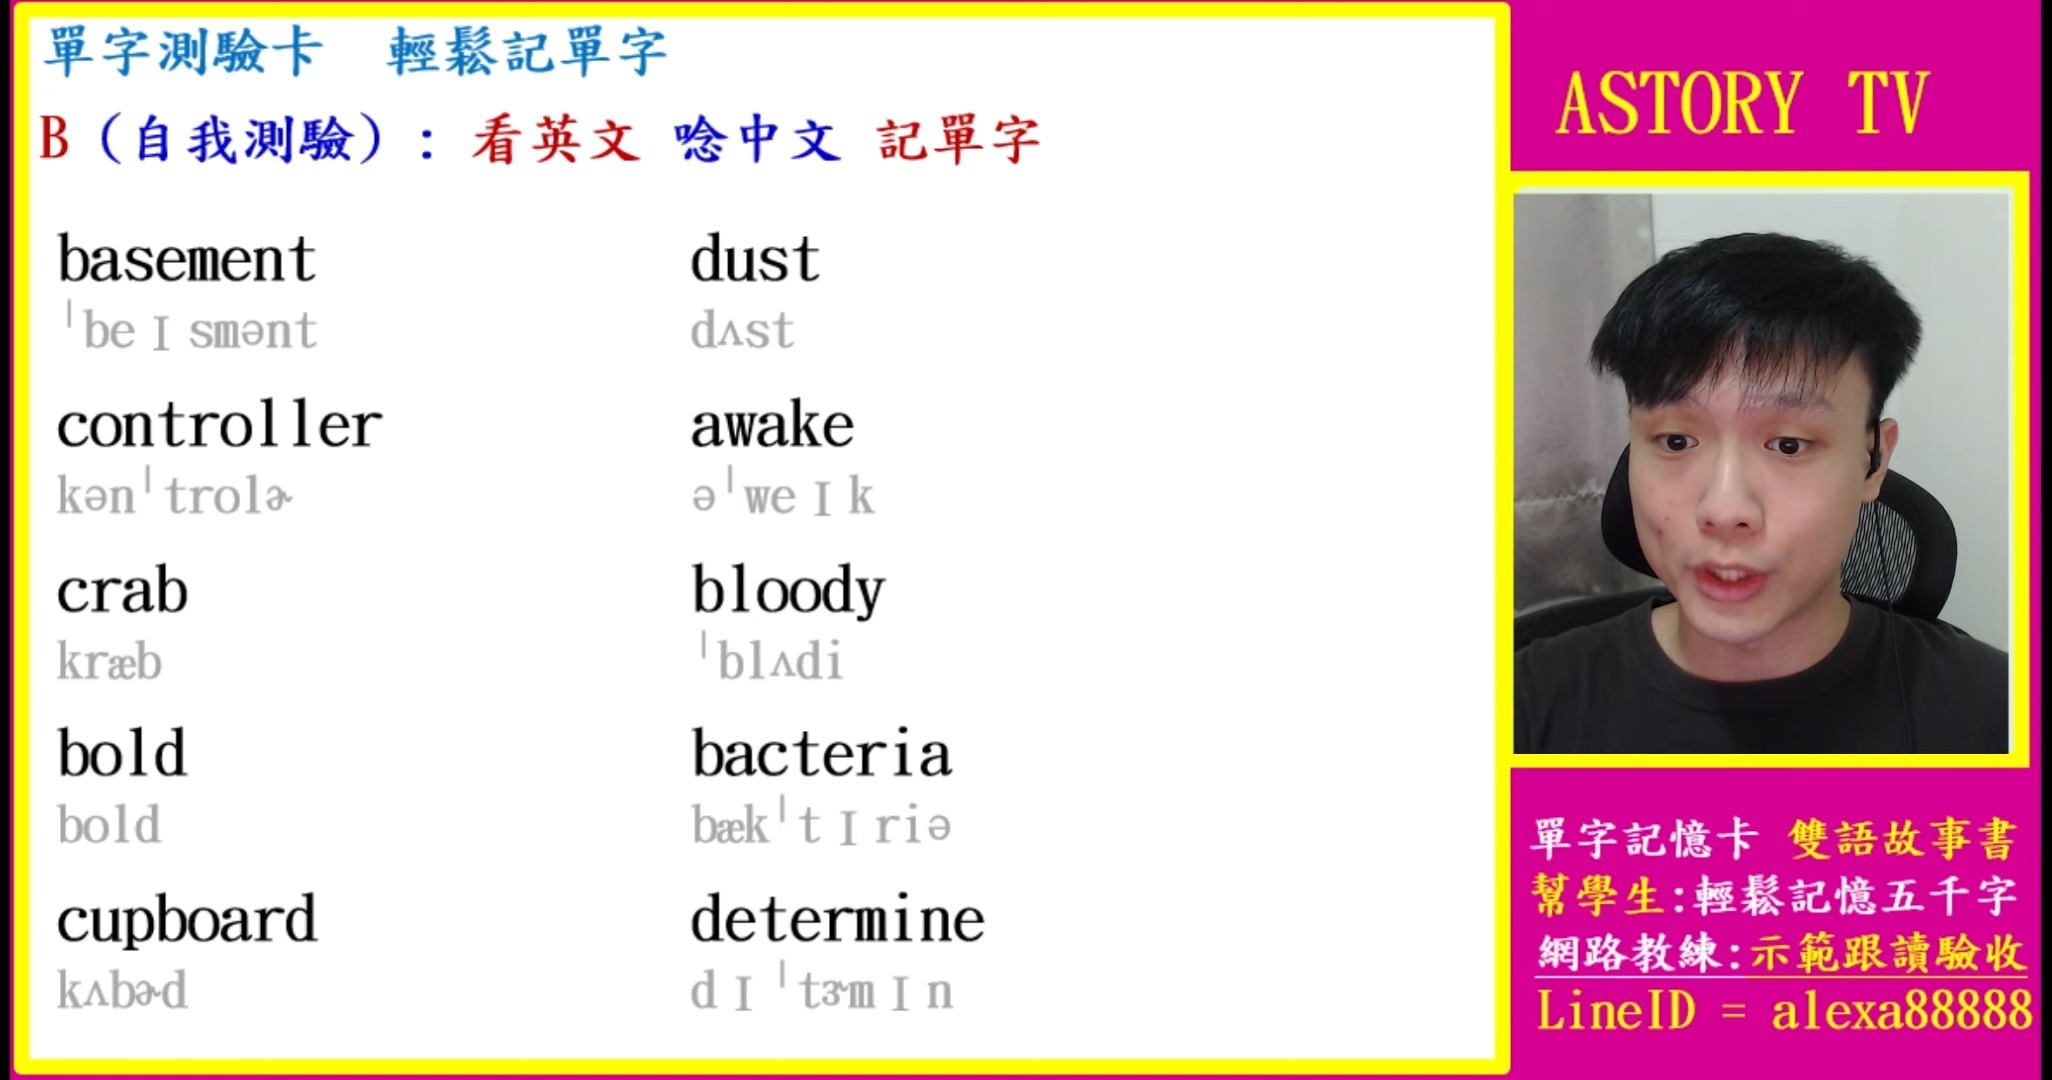 單字測驗卡 輕鬆記單字
B（自我測驗）: 看英文 唸中文 記單字
basement
ˈbeɪsmənt
controller
kənˈtrolɚ
crab
kræb
bold
bold
cupboard
kʌbɚd
dust
dʌst
awake
əˈweɪk
bloody
ˈblʌdi
bacteria
bækˈtɪriə
determine
dɪˈtɝmɪn
ASTORY TV
單字記憶卡 雙語故事書
幫學生:輕鬆記憶五千字
網路教練:示範跟讀驗收
LineID = alexa88888